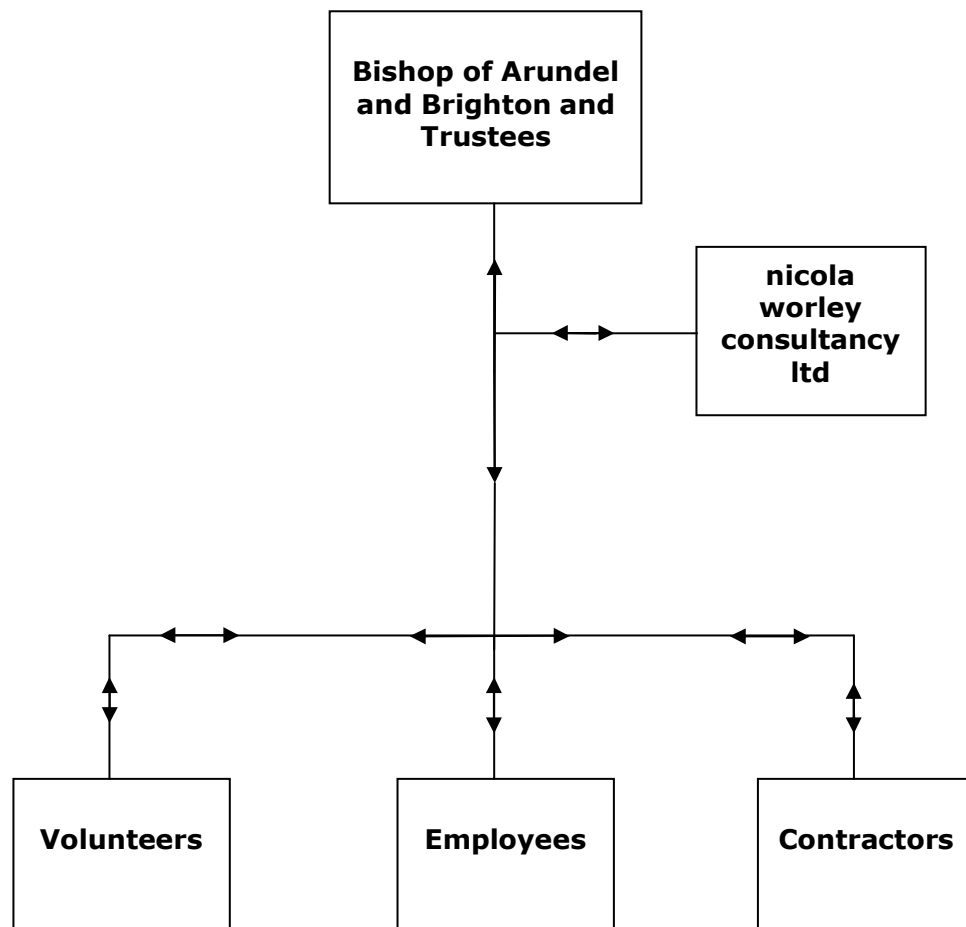 Bishop of Arundel
and Brighton and
Trustees
nicola
worley
consultancy
ltd
Volunteers
Employees
Contractors